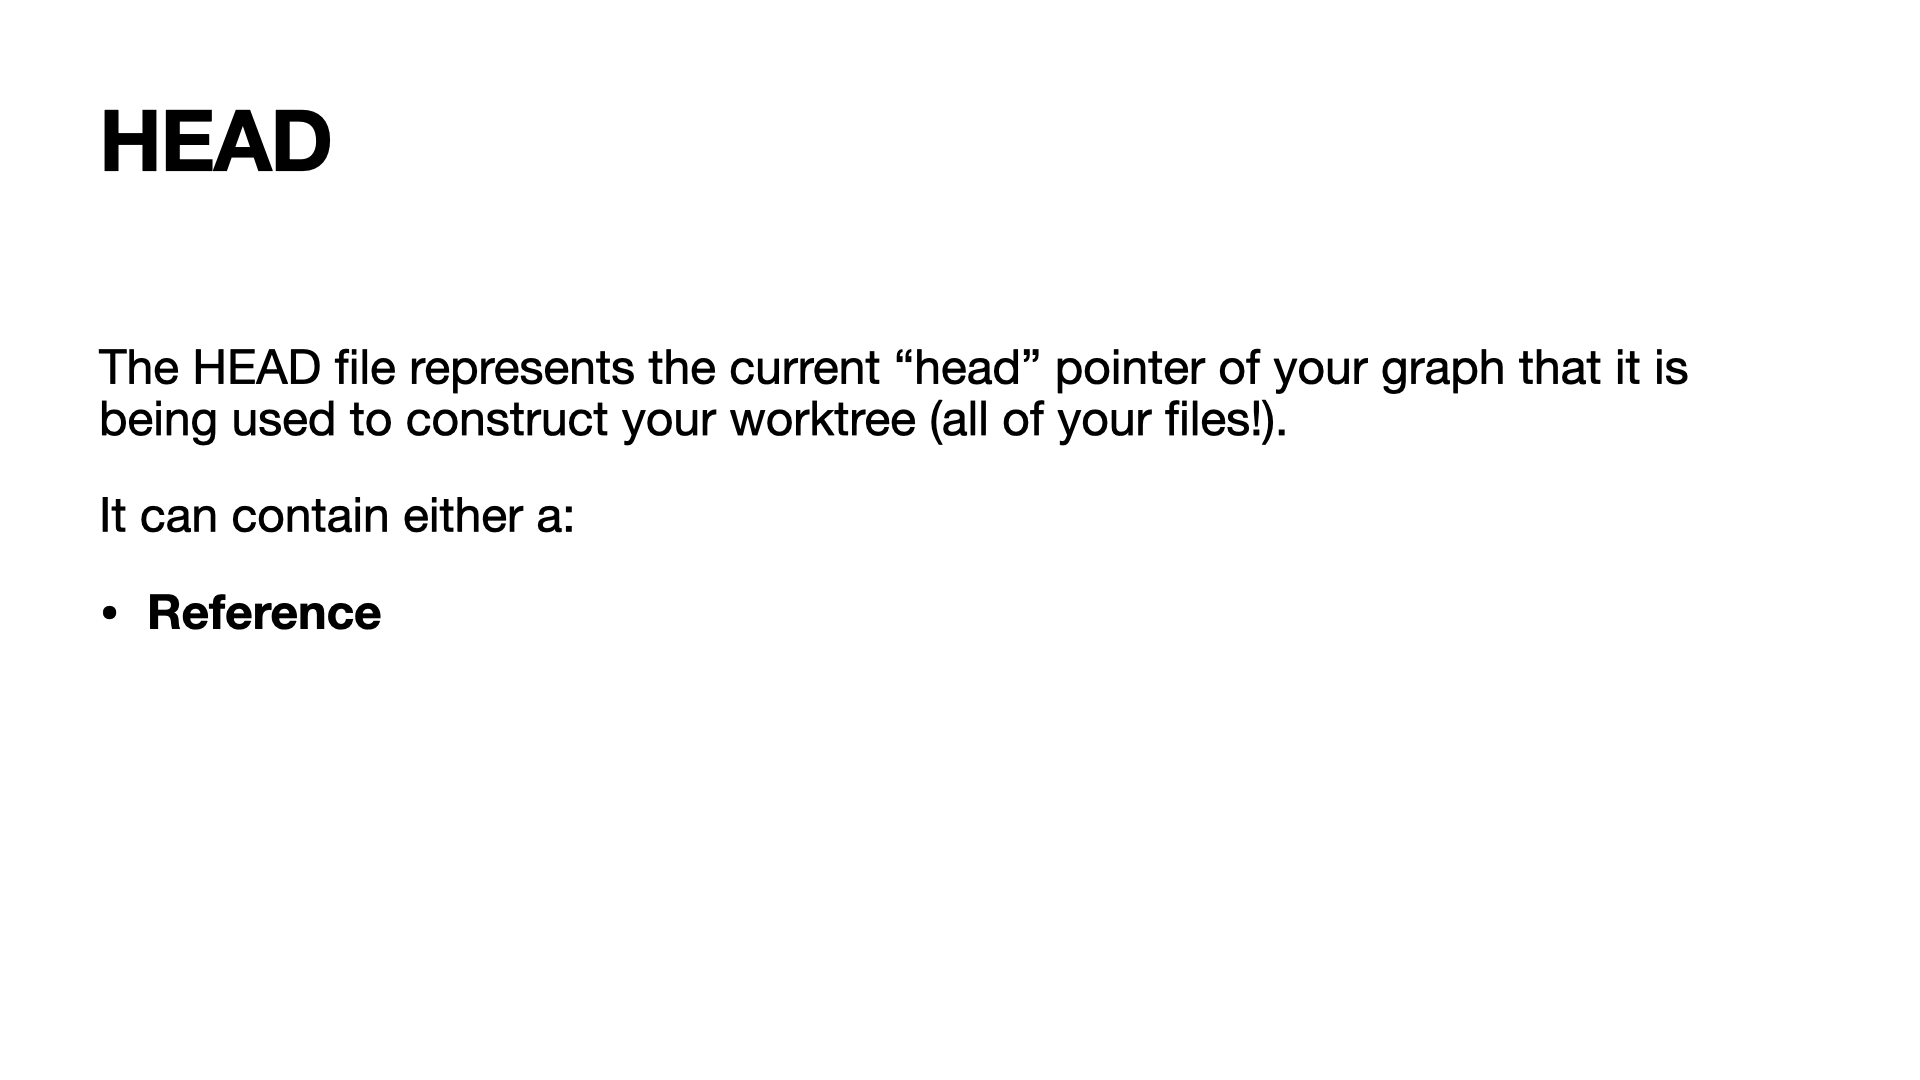 HEAD
The HEAD file represents the current “head” pointer of your graph that it is
being used to construct your worktree (all of your files!).
It can contain either a:
• Reference